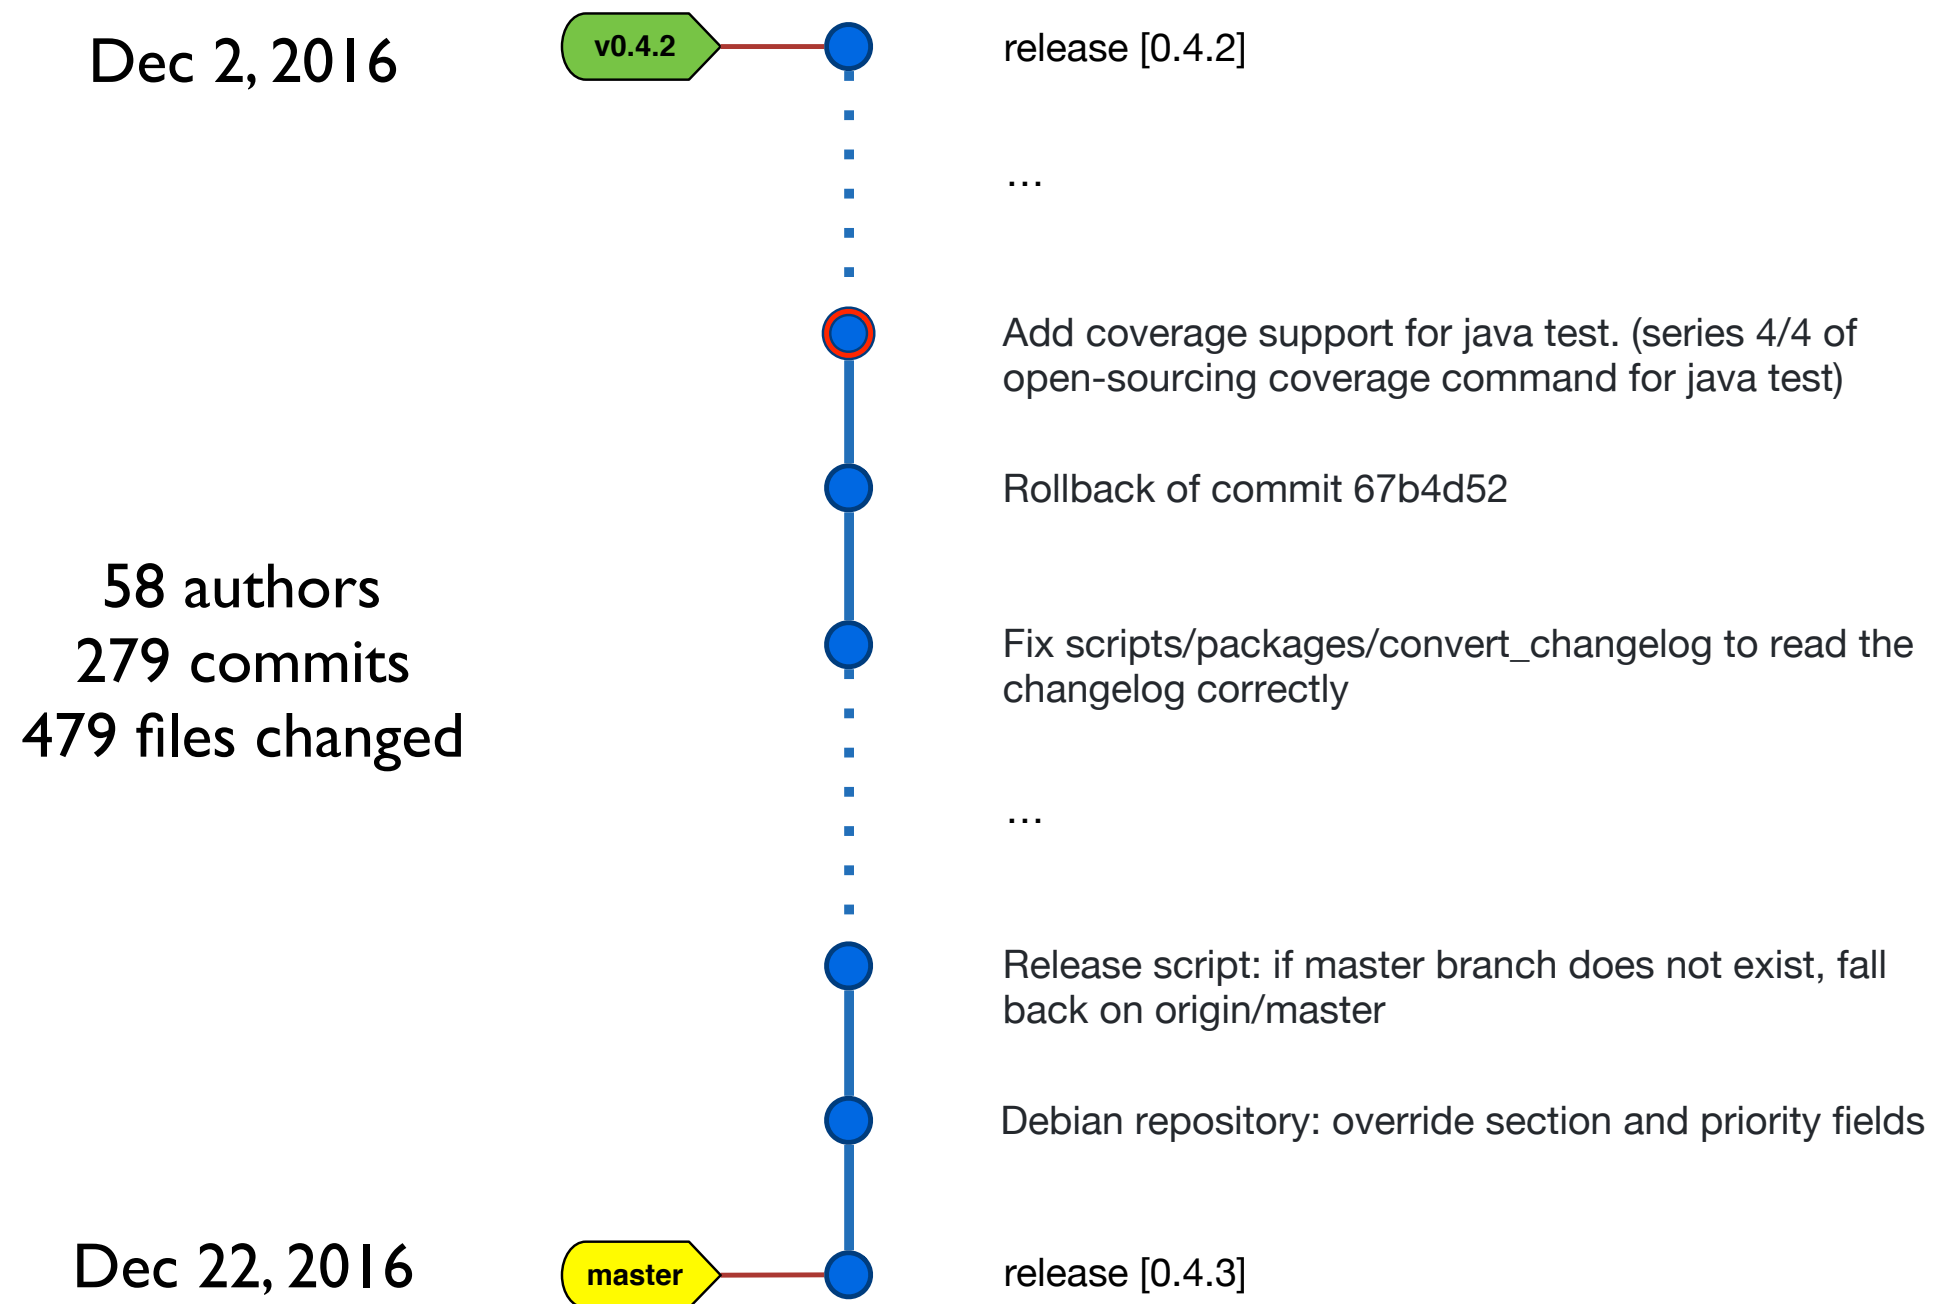 Dec 2, 2016
v0.4.2
release [0.4.2]
…
Add coverage support for java test. (series 4/4 of
open-sourcing coverage command for java test)
Rollback of commit 67b4d52
58 authors
279 commits
479 files changed
Fix scripts/packages/convert_changelog to read the
changelog correctly
…
Release script: if master branch does not exist, fall
back on origin/master
Debian repository: override section and priority fields
Dec 22, 2016
master
release [0.4.3]